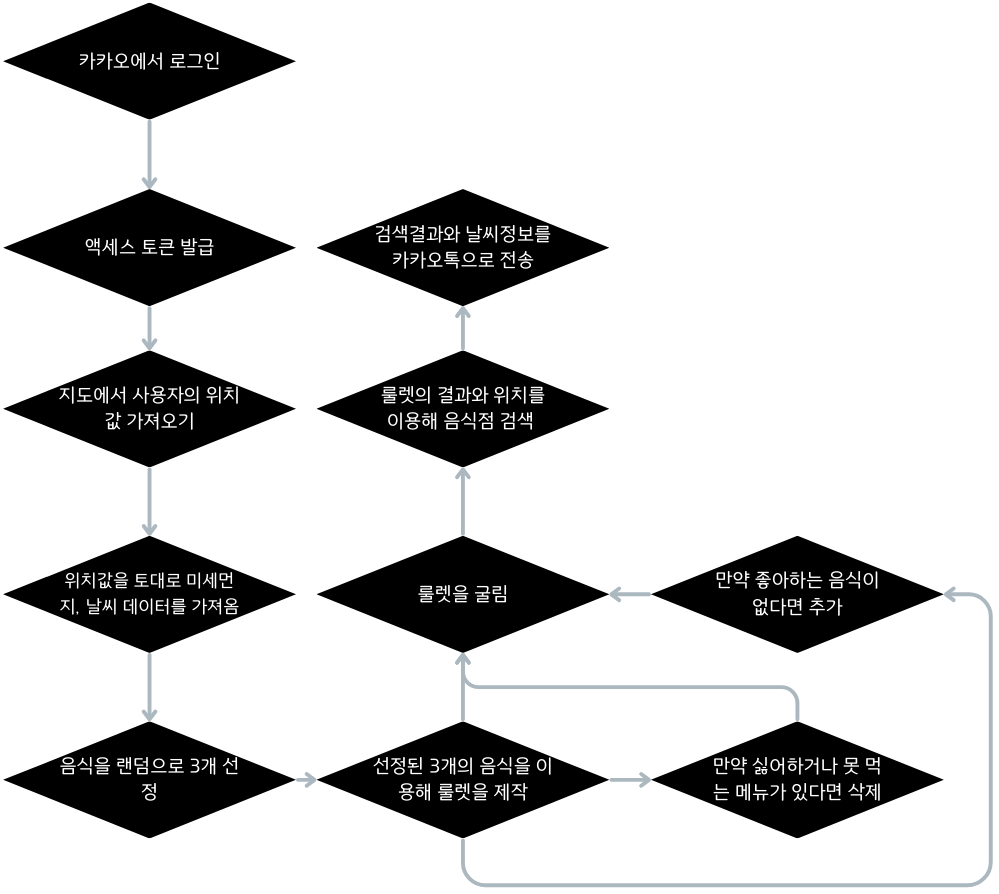 카카오에서 로그인
액세스 토큰 발급
지도에서 사용자의 위치
값 가져오기
위치값을 토대로 미세먼
지, 날씨 데이터를 가져옴
음식을 랜덤으로 3개 선
정
선정된 3개의 음식을 이
용해 룰렛을 제작
만약 싫어하거나 못 먹
는 메뉴가 있다면 삭제
만약 좋아하는 음식이
없다면 추가
룰렛을 굴림
룰렛의 결과와 위치를
이용해 음식점 검색
검색결과와 날씨정보를
카카오톡으로 전송